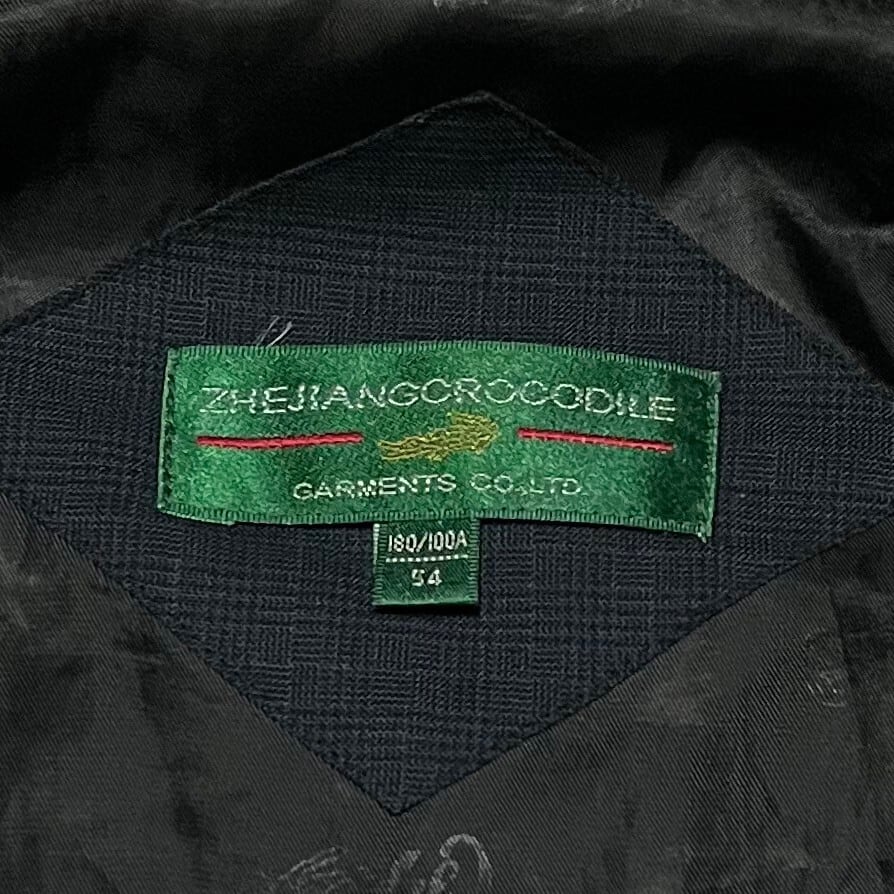 ZHEJIANGCROCODILE
GARMENTS CO.,LTD.
180/100A
54